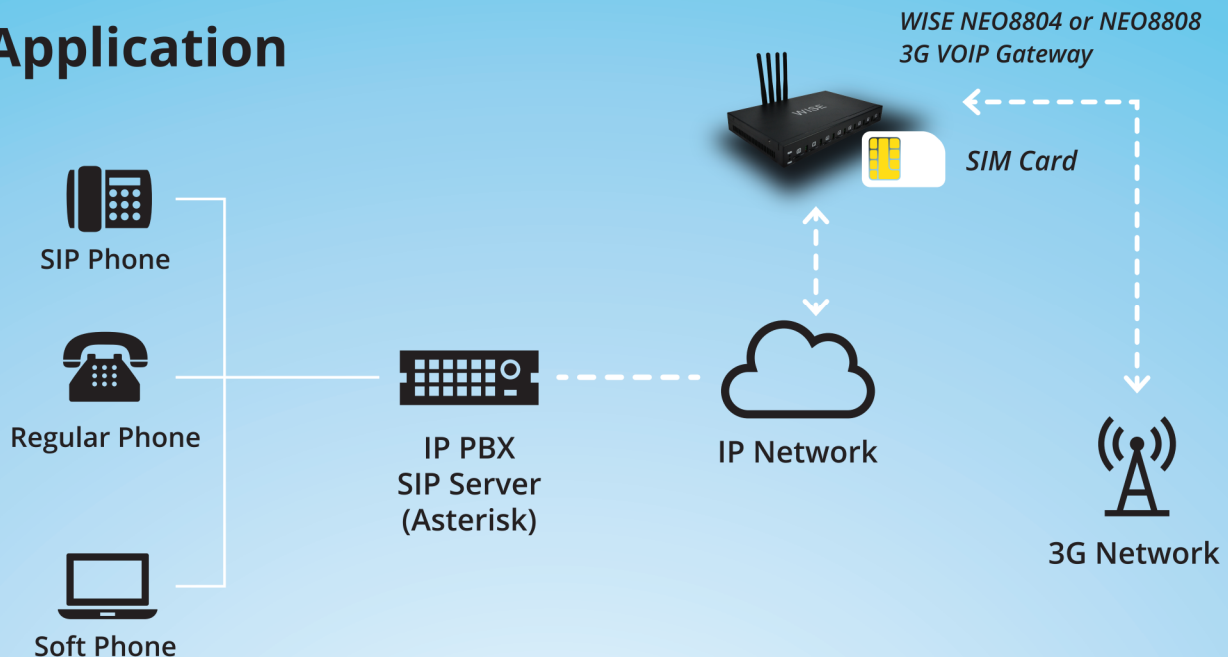 Application
WISE NEO8804 or NEO8808
3G VOIP Gateway
WISE
SIM Card
SIP Phone
Regular Phone
IP PBX
SIP Server
(Asterisk)
IP Network
3G Network
Soft Phone